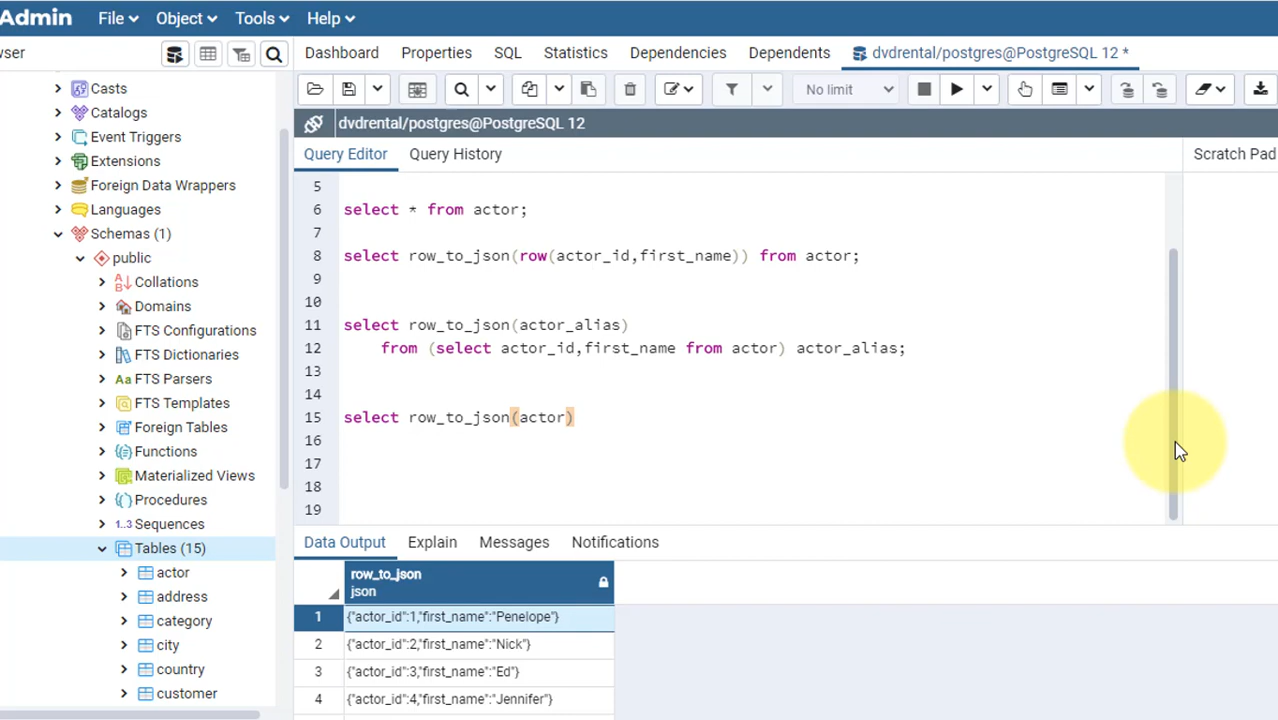 Admin File Object Tools Help
wser
Dashboard Properties SQL Statistics Dependencies Dependents dvdrental/postgres@PostgreSQL 12 *
No limit
dvdrental/postgres@PostgreSQL 12
Query Editor Query History Scratch Pad
Casts
Catalogs
Event Triggers
Extensions
Foreign Data Wrappers
Languages
Schemas (1)
public
Collations
Domains
FTS Configurations
FTS Dictionaries
Aa FTS Parsers
FTS Templates
Foreign Tables
Functions
Materialized Views
Procedures
1..3 Sequences
Tables (15)
actor
address
category
city
country
customer
5
6 select * from actor;
7
8 select row_to_json(row(actor_id,first_name)) from actor;
9
10
11 select row_to_json(actor_alias)
12 from (select actor_id,first_name from actor) actor_alias;
13
14
15 select row_to_json(actor)
16
17
18
19
Data Output Explain Messages Notifications
row_to_json
json
1 {"actor_id":1,"first_name":"Penelope"}
2 {"actor_id":2,"first_name":"Nick"}
3 {"actor_id":3,"first_name":"Ed"}
4 {"actor_id":4,"first_name":"Jennifer"}